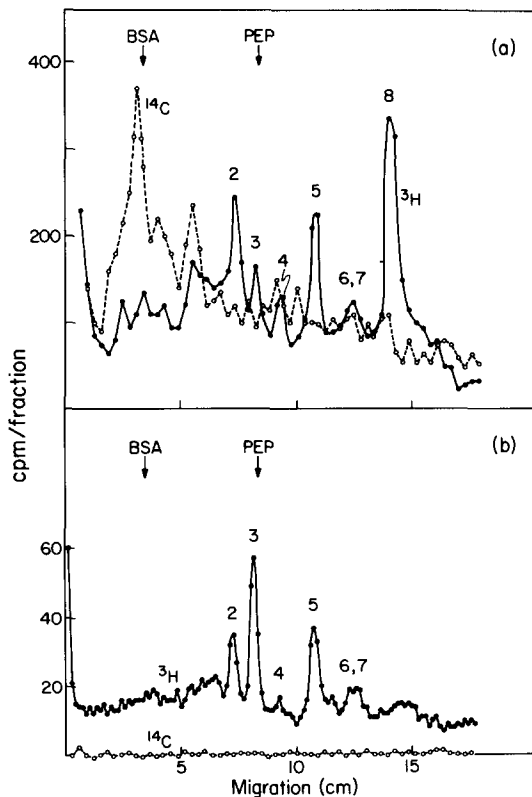 BSA PEP (a)
400
14C 8
2 5 3H
200
3 4 6,7
cpm/fraction
BSA PEP (b)
60
3
40
2 5
3H 4 6,7
20
14C
5 10 15
Migration (cm)